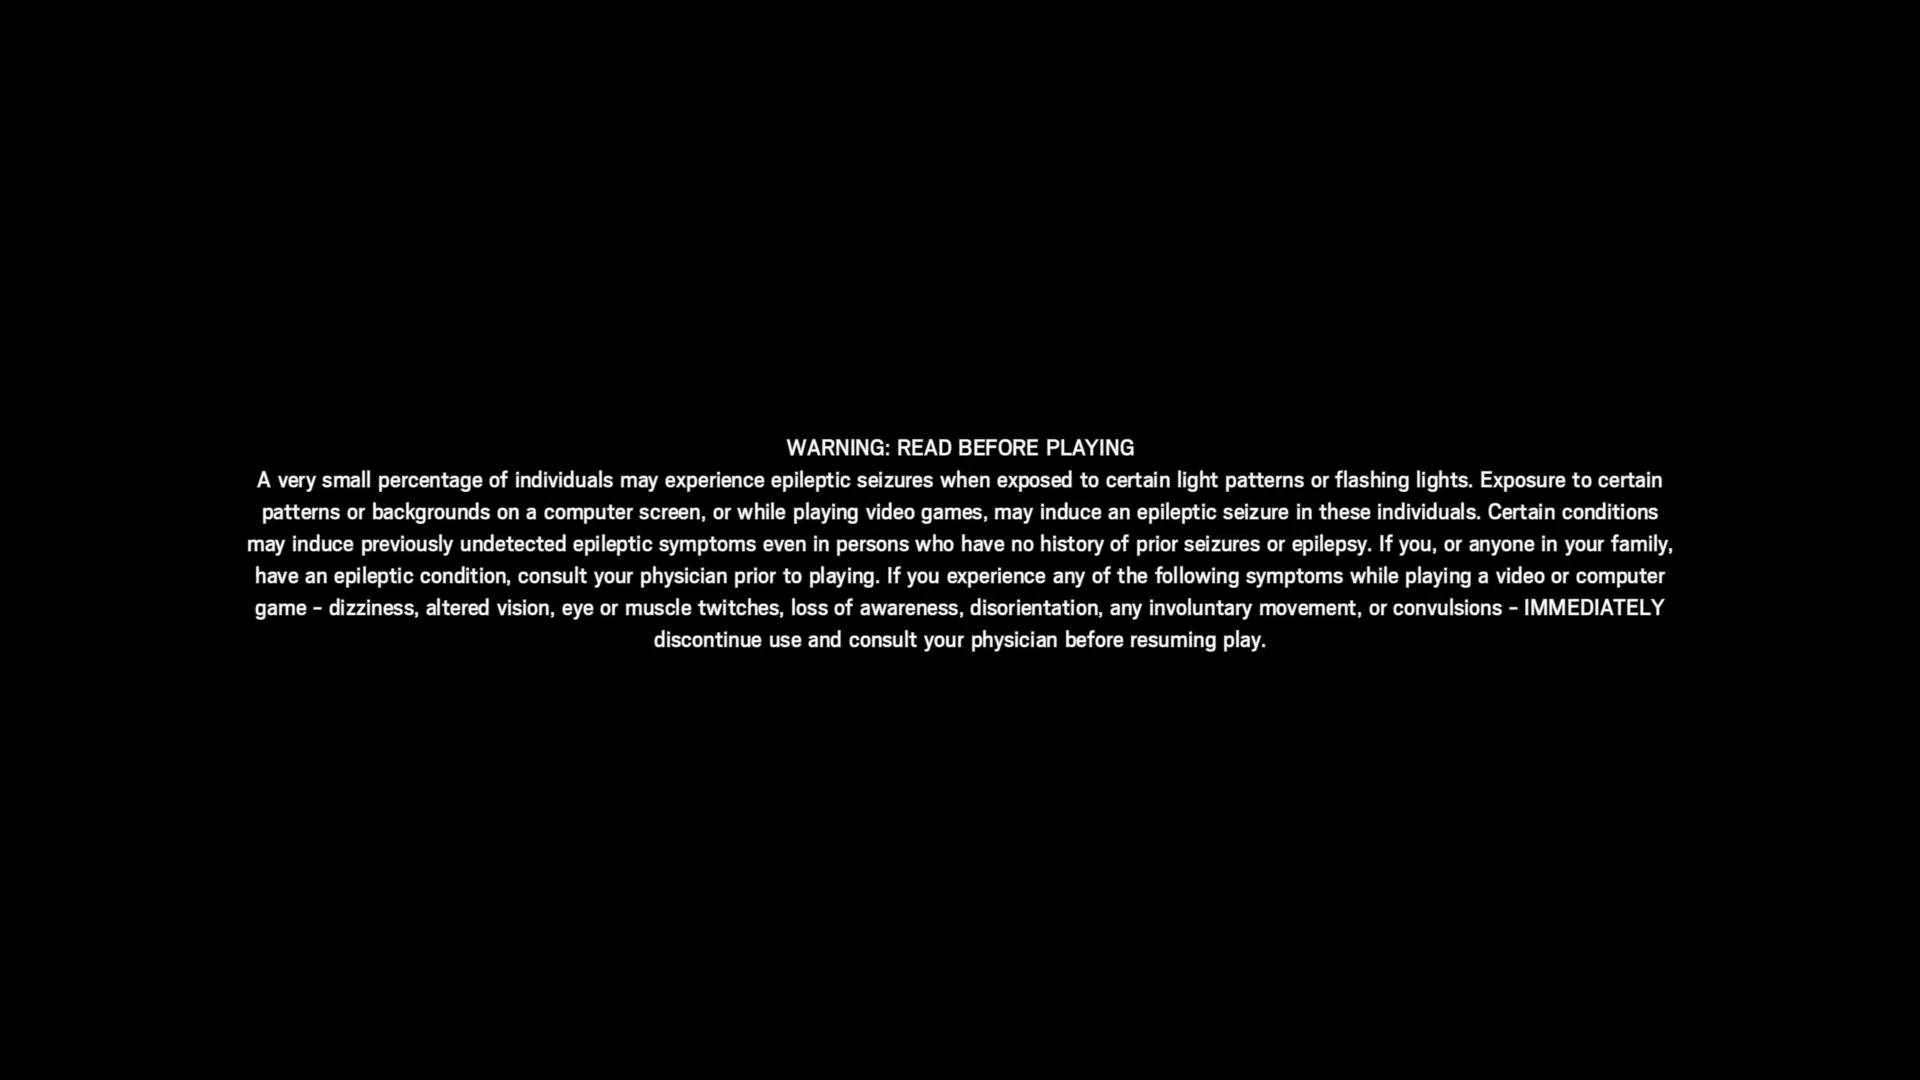 WARNING: READ BEFORE PLAYING
A very small percentage of individuals may experience epileptic seizures when exposed to certain light patterns or flashing lights. Exposure to certain
patterns or backgrounds on a computer screen, or while playing video games, may induce an epileptic seizure in these individuals. Certain conditions
may induce previously undetected epileptic symptoms even in persons who have no history of prior seizures or epilepsy. If you, or anyone in your family,
have an epileptic condition, consult your physician prior to playing. If you experience any of the following symptoms while playing a video or computer
game – dizziness, altered vision, eye or muscle twitches, loss of awareness, disorientation, any involuntary movement, or convulsions – IMMEDIATELY
discontinue use and consult your physician before resuming play.